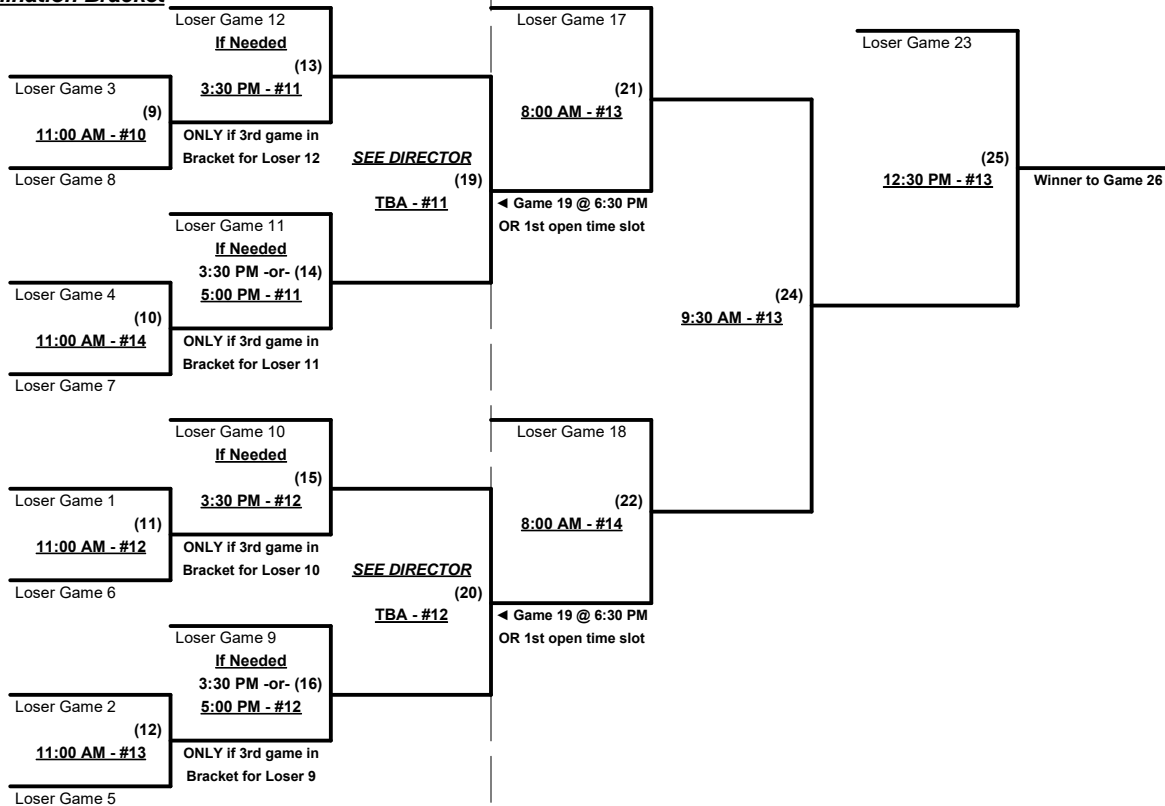 Loser Game 12
If Needed
(13)
3:30 PM - #11
Loser Game 3
(9)
11:00 AM - #10
ONLY if 3rd game in
Bracket for Loser 12
Loser Game 8
SEE DIRECTOR
(19)
TBA - #11
Loser Game 11
If Needed
3:30 PM -or- (14)
5:00 PM - #11
Loser Game 4
(10)
11:00 AM - #14
ONLY if 3rd game in
Bracket for Loser 11
Loser Game 7
Loser Game 10
If Needed
(15)
3:30 PM - #12
Loser Game 1
(11)
11:00 AM - #12
ONLY if 3rd game in
Bracket for Loser 10
Loser Game 6
SEE DIRECTOR
(20)
TBA - #12
Loser Game 9
If Needed
3:30 PM -or- (16)
5:00 PM - #12
Loser Game 2
(12)
11:00 AM - #13
ONLY if 3rd game in
Bracket for Loser 9
Loser Game 5
Loser Game 17
(21)
8:00 AM - #13
◄ Game 19 @ 6:30 PM
OR 1st open time slot
Loser Game 18
(22)
8:00 AM - #14
◄ Game 19 @ 6:30 PM
OR 1st open time slot
(24)
9:30 AM - #13
Loser Game 23
(25)
12:30 PM - #13
Winner to Game 26